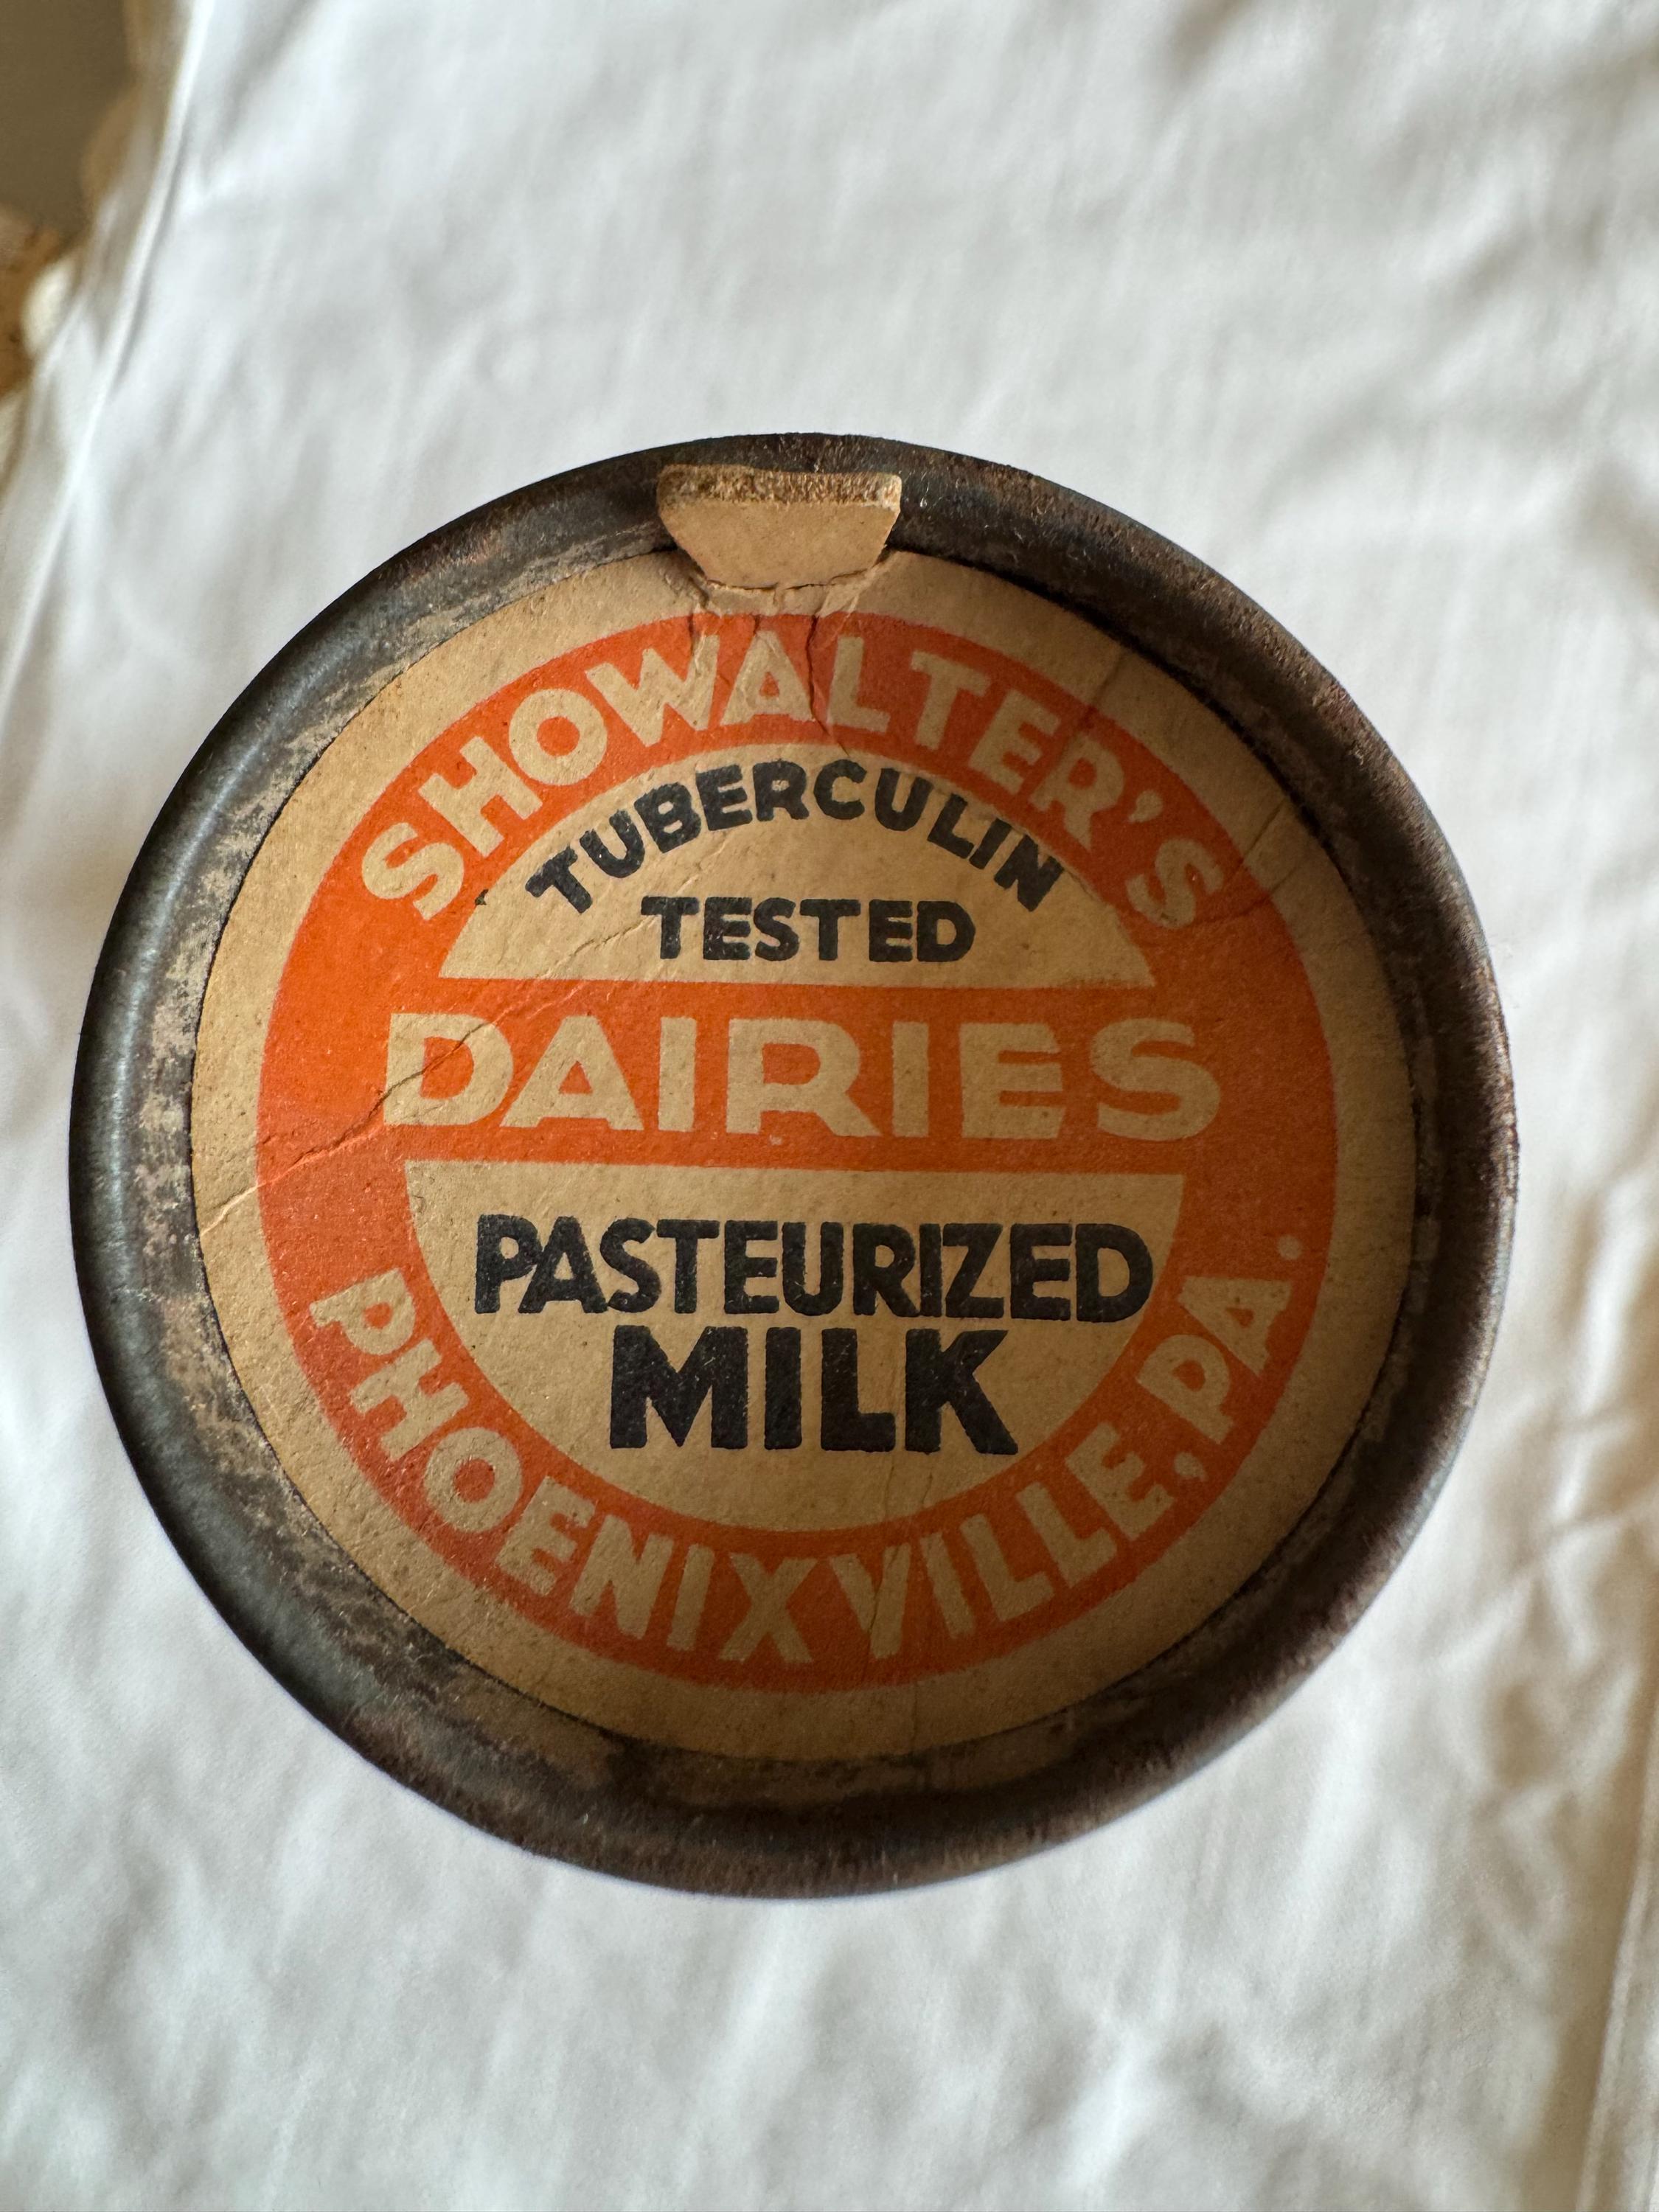 SHOWALTER'S
TUBERCULIN
TESTED
DAIRIES
PASTEURIZED
MILK
PHOENIXVILLE, PA.